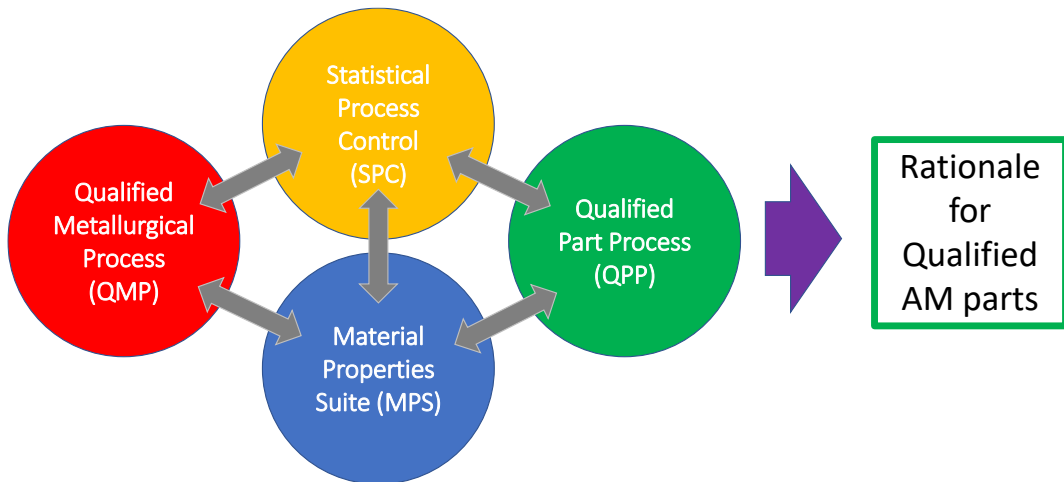 Statistical
Process
Control
(SPC)
Qualified
Metallurgical
Process
(QMP)
Qualified
Part Process
(QPP)
Material
Properties
Suite (MPS)
Rationale
for
Qualified
AM parts